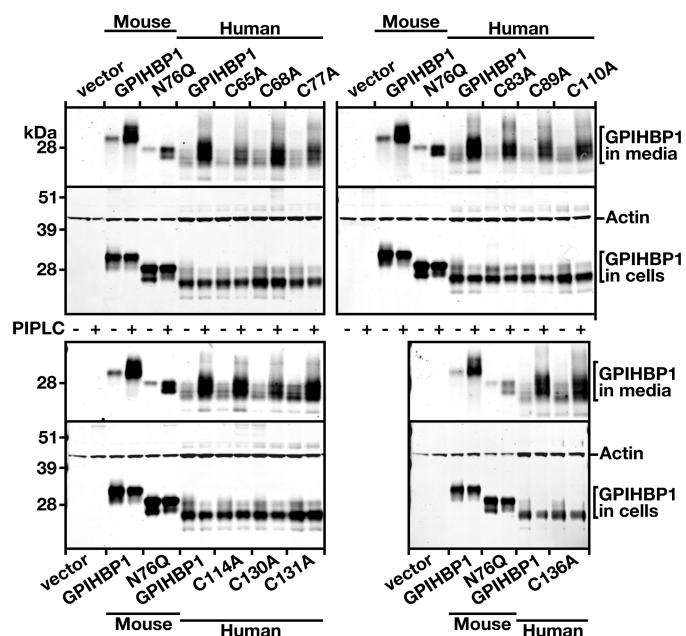 Mouse Human Mouse Human
vector GPIHBP1 N76Q GPIHBP1 C65A C68A C77A vector GPIHBP1 N76Q GPIHBP1 C83A C89A C110A
kDa
28
GPIHBP1
in media
51
39
28
Actin
GPIHBP1
in cells
PIPLC - + - + - + - + - + - + - + - + - + - + - + - + - + - +
28
GPIHBP1
in media
51
39
28
Actin
GPIHBP1
in cells
vector GPIHBP1 N76Q GPIHBP1 C114A C130A C131A vector GPIHBP1 N76Q GPIHBP1 C136A
Mouse Human Mouse Human